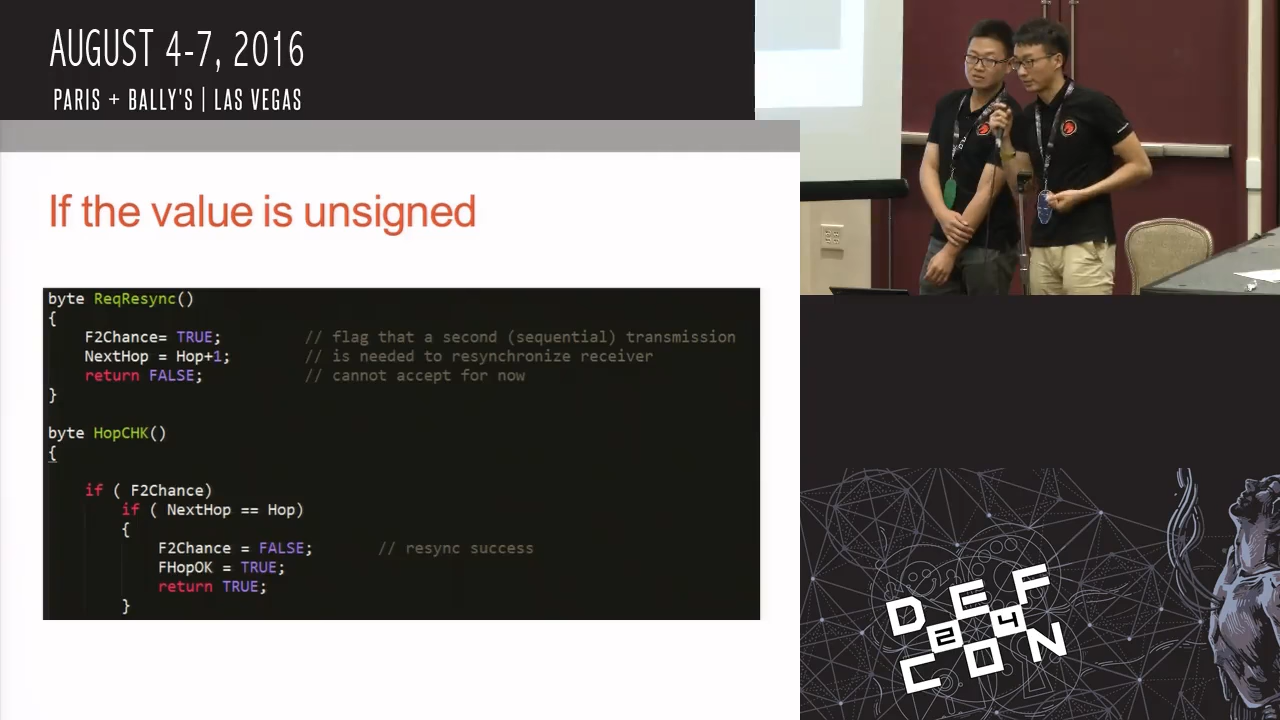 AUGUST 4-7, 2016
PARIS + BALLY'S | LAS VEGAS
If the value is unsigned
byte ReqResync()
{
F2Chance= TRUE; // flag that a second (sequential) transmission
NextHop = Hop+1; // is needed to resynchronize receiver
return FALSE; // cannot accept for now
}
byte HopCHK()
{
if ( F2Chance)
if ( NextHop == Hop)
{
F2Chance = FALSE; // resync success
FHopOK = TRUE;
return TRUE;
}
DEF
24
CON